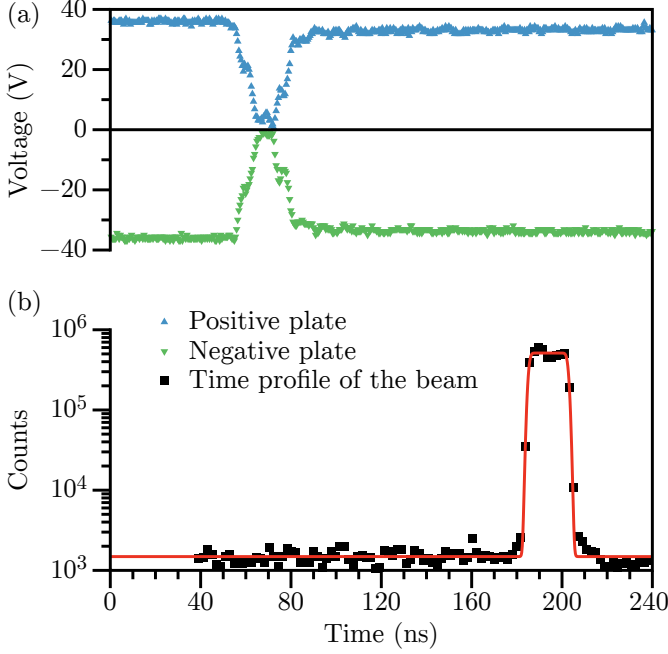 (a)
40
20
0
−20
−40
Voltage (V)
(b)
Positive plate
Negative plate
Time profile of the beam
10⁶
10⁵
10⁴
10³
Counts
0 40 80 120 160 200 240
Time (ns)